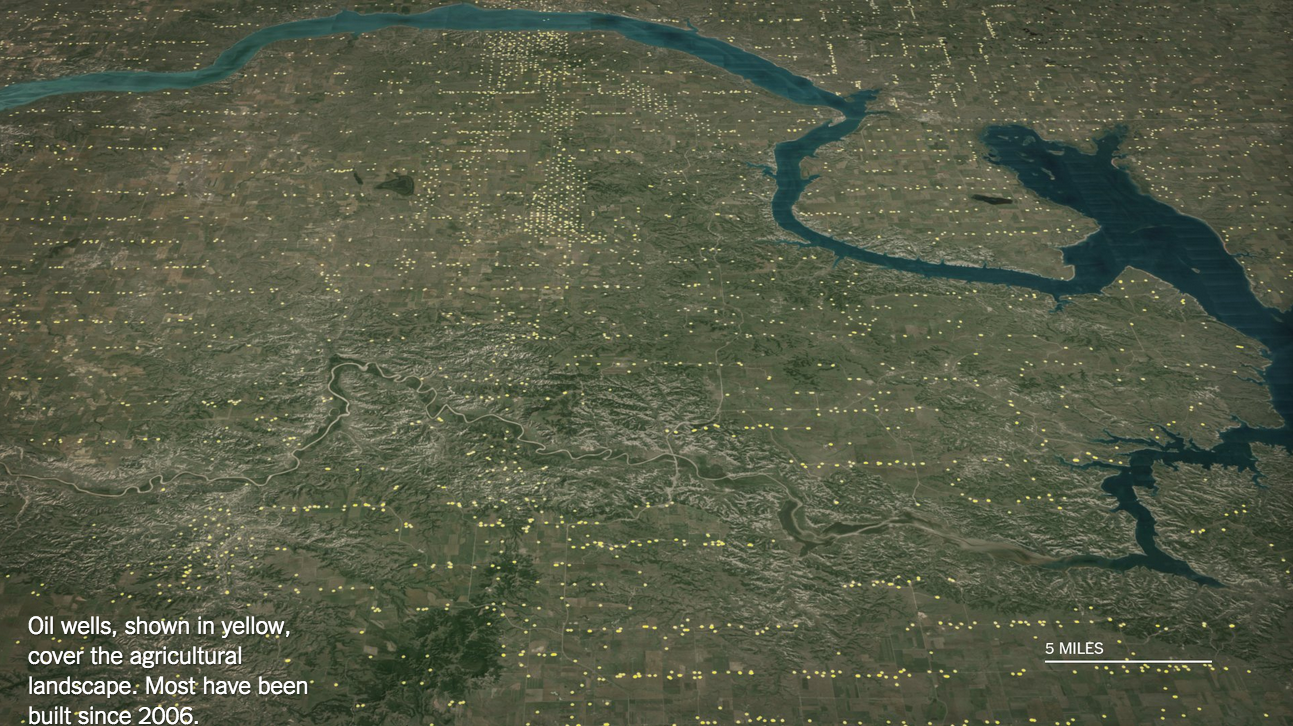 Oil wells, shown in yellow,
cover the agricultural
landscape. Most have been
built since 2006.
5 MILES